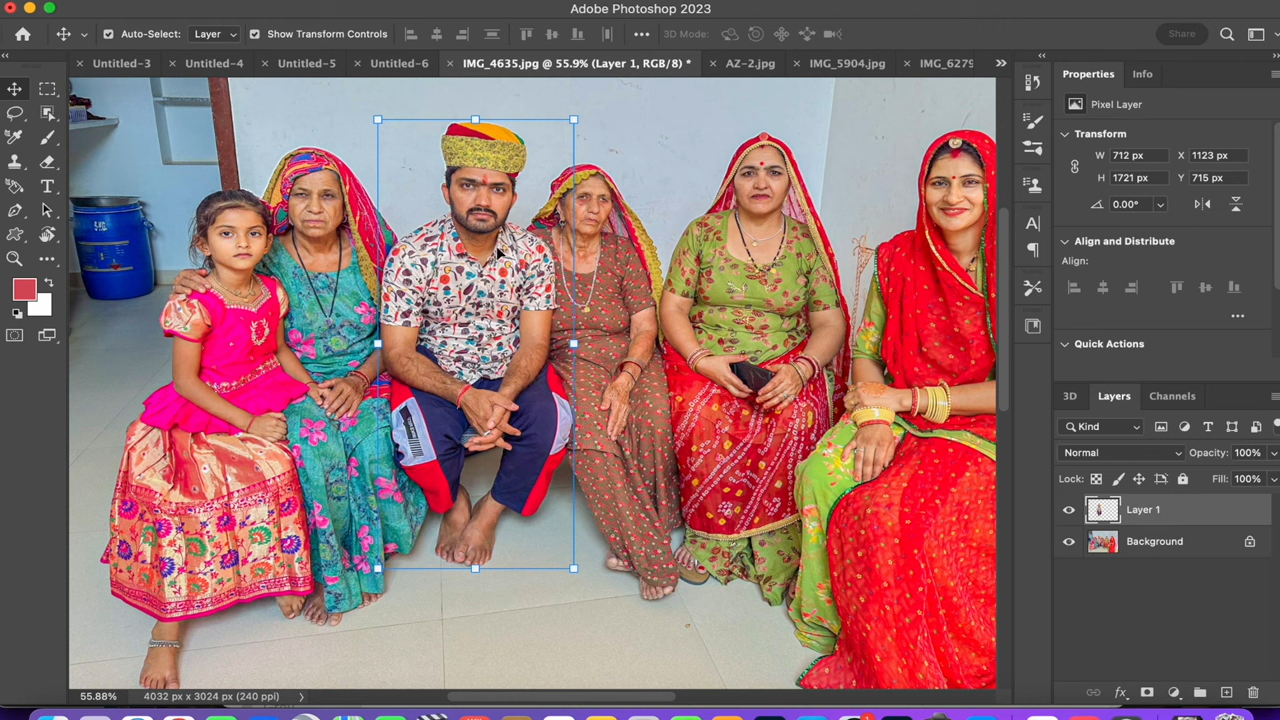 Adobe Photoshop 2023
Auto-Select: Layer Show Transform Controls 3D Mode: Share
Untitled-3 Untitled-4 Untitled-5 Untitled-6 IMG_4635.jpg @ 55.9% (Layer 1, RGB/8) * AZ-2.jpg IMG_5904.jpg IMG_6279
Properties Info
Pixel Layer
Transform
W 712 px X 1123 px
H 1721 px Y 715 px
0.00°
Align and Distribute
Align:
Quick Actions
3D Layers Channels
Kind
Normal Opacity: 100%
Lock: Fill: 100%
Layer 1
Background
55.88% 4032 px x 3024 px (240 ppi)